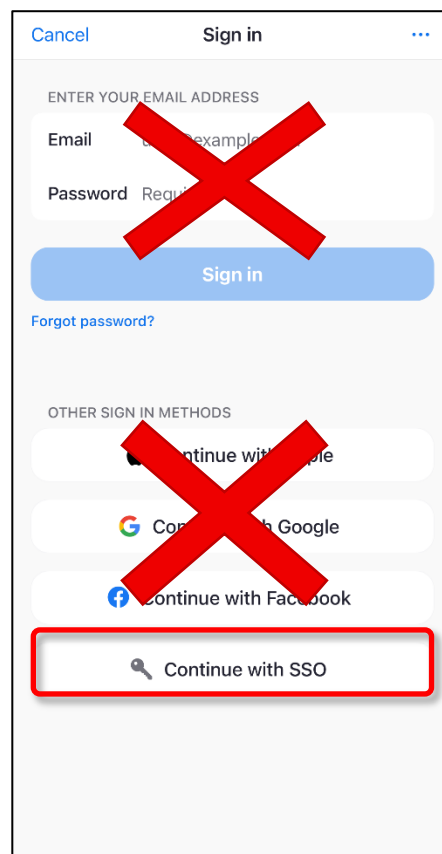 Cancel Sign in ...
ENTER YOUR EMAIL ADDRESS
Email
Password
Sign in
Forgot password?
OTHER SIGN IN METHODS
with
Google
Continue with Facebook
Continue with SSO